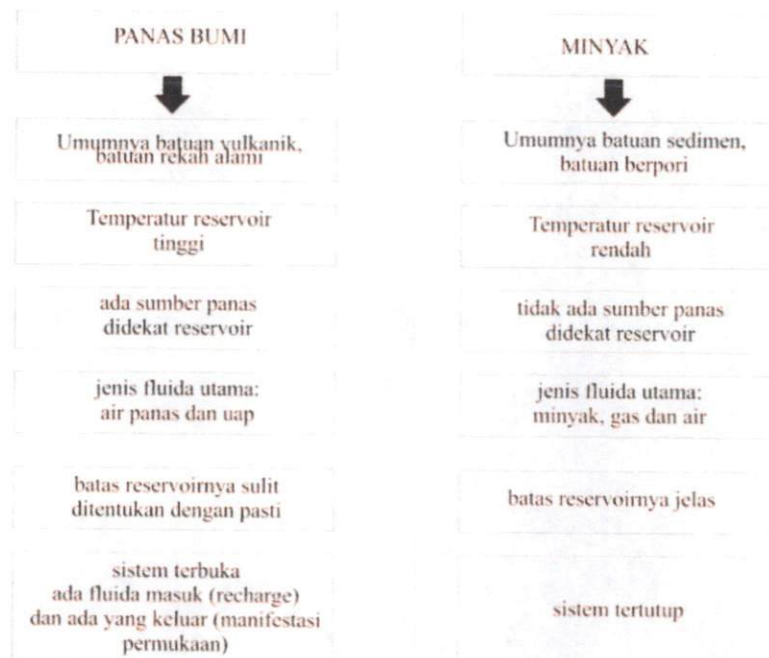 PANAS BUMI
Umumnya batuan vulkanik,
batuan rekah alami
Temperatur reservoir
tinggi
ada sumber panas
didekat reservoir
jenis fluida utama:
air panas dan uap
batas reservoirnya sulit
ditentukan dengan pasti
sistem terbuka
ada fluida masuk (recharge)
dan ada yang keluar (manifestasi
permukaan)
MINYAK
Umumnya batuan sedimen,
batuan berpori
Temperatur reservoir
rendah
tidak ada sumber panas
didekat reservoir
jenis fluida utama:
minyak, gas dan air
batas reservoirnya jelas
sistem tertutup